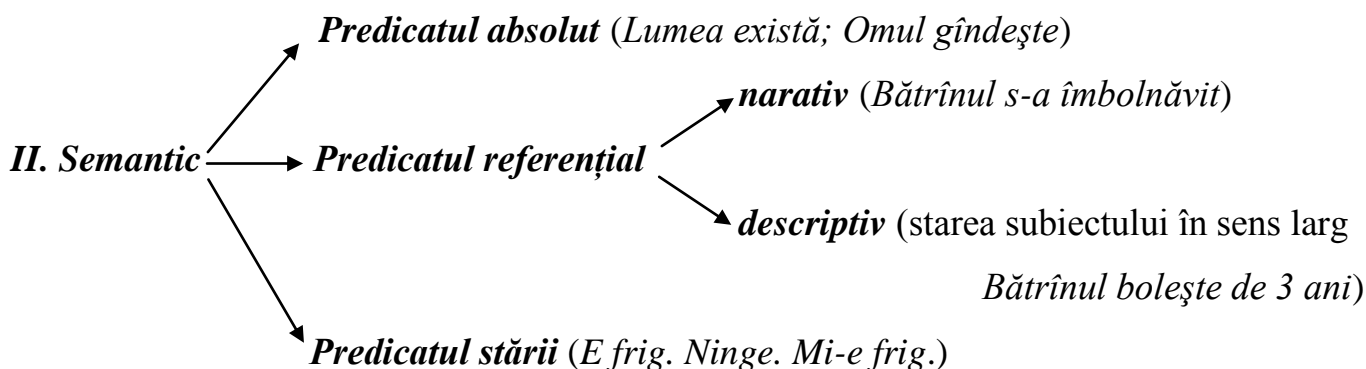 Predicatul absolut (Lumea există; Omul gîndeşte)
narativ (Bătrînul s-a îmbolnăvit)
II. Semantic Predicatul referenţial
descriptiv (starea subiectului în sens larg
Bătrînul boleşte de 3 ani)
Predicatul stării (E frig. Ninge. Mi-e frig.)